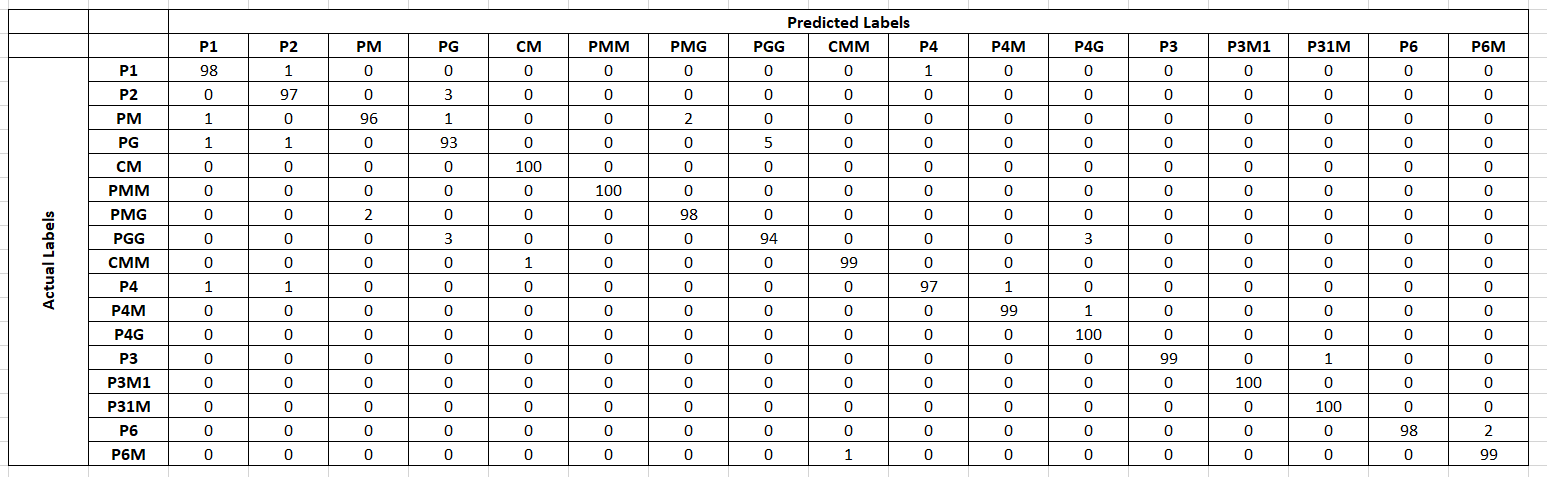 Predicted Labels
P1 P2 PM PG CM PMM PMG PGG CMM P4 P4M P4G P3 P3M1 P31M P6 P6M
Actual Labels
P1 98 1 0 0 0 0 0 0 0 1 0 0 0 0 0 0 0
P2 0 97 0 3 0 0 0 0 0 0 0 0 0 0 0 0 0
PM 1 0 96 1 0 0 2 0 0 0 0 0 0 0 0 0 0
PG 1 1 0 93 0 0 0 5 0 0 0 0 0 0 0 0 0
CM 0 0 0 0 100 0 0 0 0 0 0 0 0 0 0 0 0
PMM 0 0 0 0 0 100 0 0 0 0 0 0 0 0 0 0 0
PMG 0 0 2 0 0 0 98 0 0 0 0 0 0 0 0 0 0
PGG 0 0 0 3 0 0 0 94 0 0 0 3 0 0 0 0 0
CMM 0 0 0 0 1 0 0 0 99 0 0 0 0 0 0 0 0
P4 1 1 0 0 0 0 0 0 0 97 1 0 0 0 0 0 0
P4M 0 0 0 0 0 0 0 0 0 0 99 1 0 0 0 0 0
P4G 0 0 0 0 0 0 0 0 0 0 0 100 0 0 0 0 0
P3 0 0 0 0 0 0 0 0 0 0 0 0 99 0 1 0 0
P3M1 0 0 0 0 0 0 0 0 0 0 0 0 0 100 0 0 0
P31M 0 0 0 0 0 0 0 0 0 0 0 0 0 0 100 0 0
P6 0 0 0 0 0 0 0 0 0 0 0 0 0 0 0 98 2
P6M 0 0 0 0 0 0 0 0 1 0 0 0 0 0 0 0 99